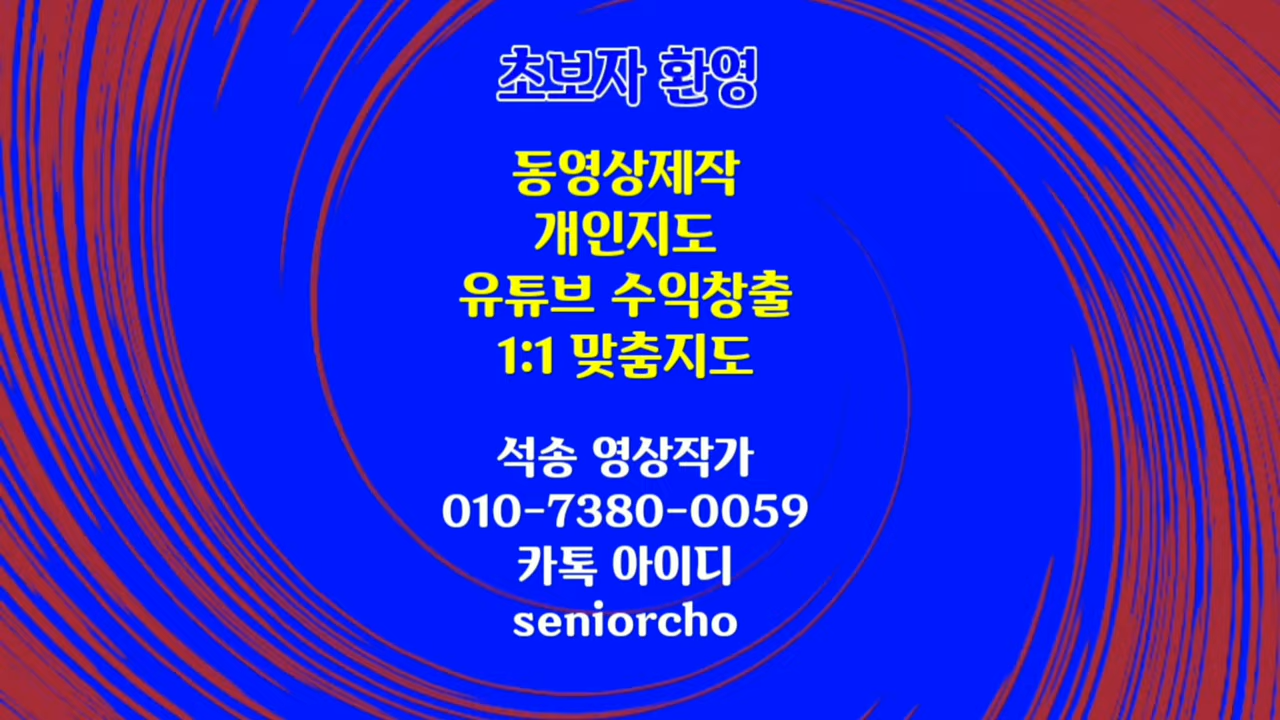 초보자 환영
동영상제작
개인지도
유튜브 수익창출
1:1 맞춤지도
석송 영상작가
010-7380-0059
카톡 아이디
seniorcho